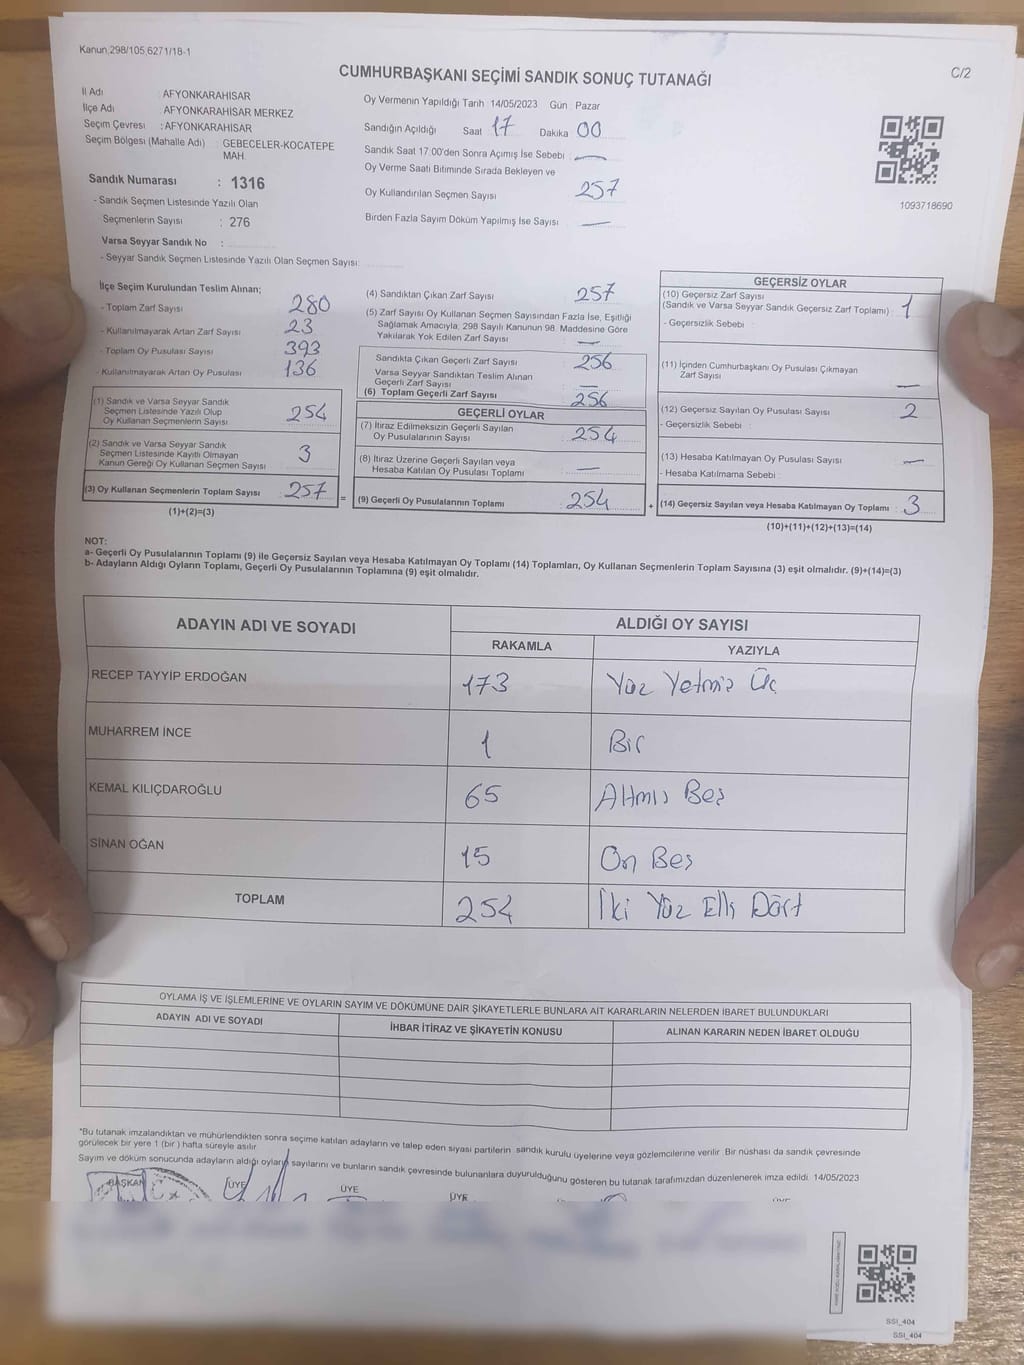 Kanun.298/105,6271/18-1
C/2
CUMHURBAŞKANI SEÇİMİ SANDIK SONUÇ TUTANAĞI
İl Adı : AFYONKARAHİSAR
İlçe Adı : AFYONKARAHİSAR MERKEZ
Seçim Çevresi : AFYONKARAHİSAR
Seçim Bölgesi (Mahalle Adı) : GEBECELER-KOCATEPE
MAH.
Sandık Numarası : 1316
- Sandık Seçmen Listesinde Yazılı Olan
Seçmenlerin Sayısı : 276
Varsa Seyyar Sandık No :
- Seyyar Sandık Seçmen Listesinde Yazılı Olan Seçmen Sayısı:
Oy Vermenin Yapıldığı Tarih 14/05/2023 Gün : Pazar
Sandığın Açıldığı Saat 17 Dakika 00
Sandık Saat 17:00'den Sonra Açımış İse Sebebi : —
Oy Verme Saati Bitiminde Sırada Bekleyen ve
Oy Kullandırılan Seçmen Sayısı 257
Birden Fazla Sayım Döküm Yapılmış İse Sayısı —
1093718690
İlçe Seçim Kurulundan Teslim Alınan;
- Toplam Zarf Sayısı : 280
- Kullanılmayarak Artan Zarf Sayısı : 23
- Toplam Oy Pusulası Sayısı : 393
- Kullanılmayarak Artan Oy Pusulası : 136
(1) Sandık ve Varsa Seyyar Sandık
Seçmen Listesinde Yazılı Olup
Oy Kullanan Seçmenlerin Sayısı : 254
(2) Sandık ve Varsa Seyyar Sandık
Seçmen Listesinde Kayıtlı Olmayan
Kanun Gereği Oy Kullanan Seçmen Sayısı : 3
(3) Oy Kullanan Seçmenlerin Toplam Sayısı : 257
(1)+(2)=(3)
(4) Sandıktan Çıkan Zarf Sayısı : 257
(5) Zarf Sayısı Oy Kullanan Seçmen Sayısından Fazla İse, Eşitliği
Sağlamak Amacıyla; 298 Sayılı Kanunun 98. Maddesine Göre
Yakılarak Yok Edilen Zarf Sayısı : —
Sandıkta Çıkan Geçerli Zarf Sayısı : 256
Varsa Seyyar Sandıktan Teslim Alınan
Geçerli Zarf Sayısı : —
(6) Toplam Geçerli Zarf Sayısı : 256
GEÇERLİ OYLAR
(7) İtiraz Edilmeksizin Geçerli Sayılan
Oy Pusulalarının Sayısı : 254
(8) İtiraz Üzerine Geçerli Sayılan veya
Hesaba Katılan Oy Pusulası Toplamı : —
= (9) Geçerli Oy Pusulalarının Toplamı : 254
GEÇERSİZ OYLAR
(10) Geçersiz Zarf Sayısı
(Sandık ve Varsa Seyyar Sandık Geçersiz Zarf Toplamı) : 1
- Geçersizlik Sebebi :
(11) İçinden Cumhurbaşkanı Oy Pusulası Çıkmayan
Zarf Sayısı : —
(12) Geçersiz Sayılan Oy Pusulası Sayısı : 2
- Geçersizlik Sebebi :
(13) Hesaba Katılmayan Oy Pusulası Sayısı : —
- Hesaba Katılmama Sebebi :
+ (14) Geçersiz Sayılan veya Hesaba Katılmayan Oy Toplamı : 3
(10)+(11)+(12)+(13)=(14)
NOT:
a- Geçerli Oy Pusulalarının Toplamı (9) ile Geçersiz Sayılan veya Hesaba Katılmayan Oy Toplamı (14) Toplamları, Oy Kullanan Seçmenlerin Toplam Sayısına (3) eşit olmalıdır. (9)+(14)=(3)
b- Adayların Aldığı Oyların Toplamı, Geçerli Oy Pusulalarının Toplamına (9) eşit olmalıdır.
ADAYIN ADI VE SOYADI ALDIĞI OY SAYISI
RAKAMLA YAZIYLA
RECEP TAYYİP ERDOĞAN 173 Yüz Yetmiş Üç
MUHARREM İNCE 1 Bir
KEMAL KILIÇDAROĞLU 65 Altmış Beş
SİNAN OĞAN 15 On Beş
TOPLAM 254 İki Yüz Elli Dört
OYLAMA İŞ VE İŞLEMLERİNE VE OYLARIN SAYIM VE DÖKÜMÜNE DAİR ŞİKAYETLERLE BUNLARA AİT KARARLARIN NELERDEN İBARET BULUNDUKLARI
ADAYIN ADI VE SOYADI İHBAR İTİRAZ VE ŞİKAYETİN KONUSU ALINAN KARARIN NEDEN İBARET OLDUĞU
*Bu tutanak imzalandıktan ve mühürlendikten sonra seçime katılan adayların ve talep eden siyasi partilerin sandık kurulu üyelerine veya gözlemcilerine verilir. Bir nüshası da sandık çevresinde
görülecek bir yere 1 (bir) hafta süreyle asılır.
Sayım ve döküm sonucunda adayların aldığı oyların sayılarını ve bunların sandık çevresinde bulunanlara duyurulduğunu gösteren bu tutanak tarafımızdan düzenlenerek imza edildi. 14/05/2023
BAŞKAN ÜYE ÜYE ÜYE
SSI_404
SSI_404